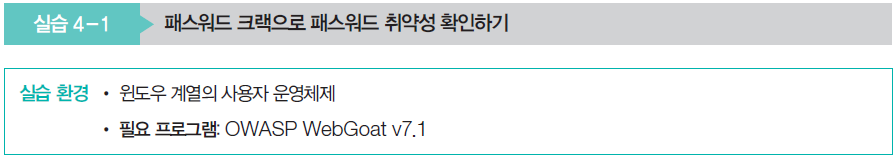 실습 4-1 패스워드 크랙으로 패스워드 취약성 확인하기
실습 환경 • 윈도우 계열의 사용자 운영체제
• 필요 프로그램: OWASP WebGoat v7.1